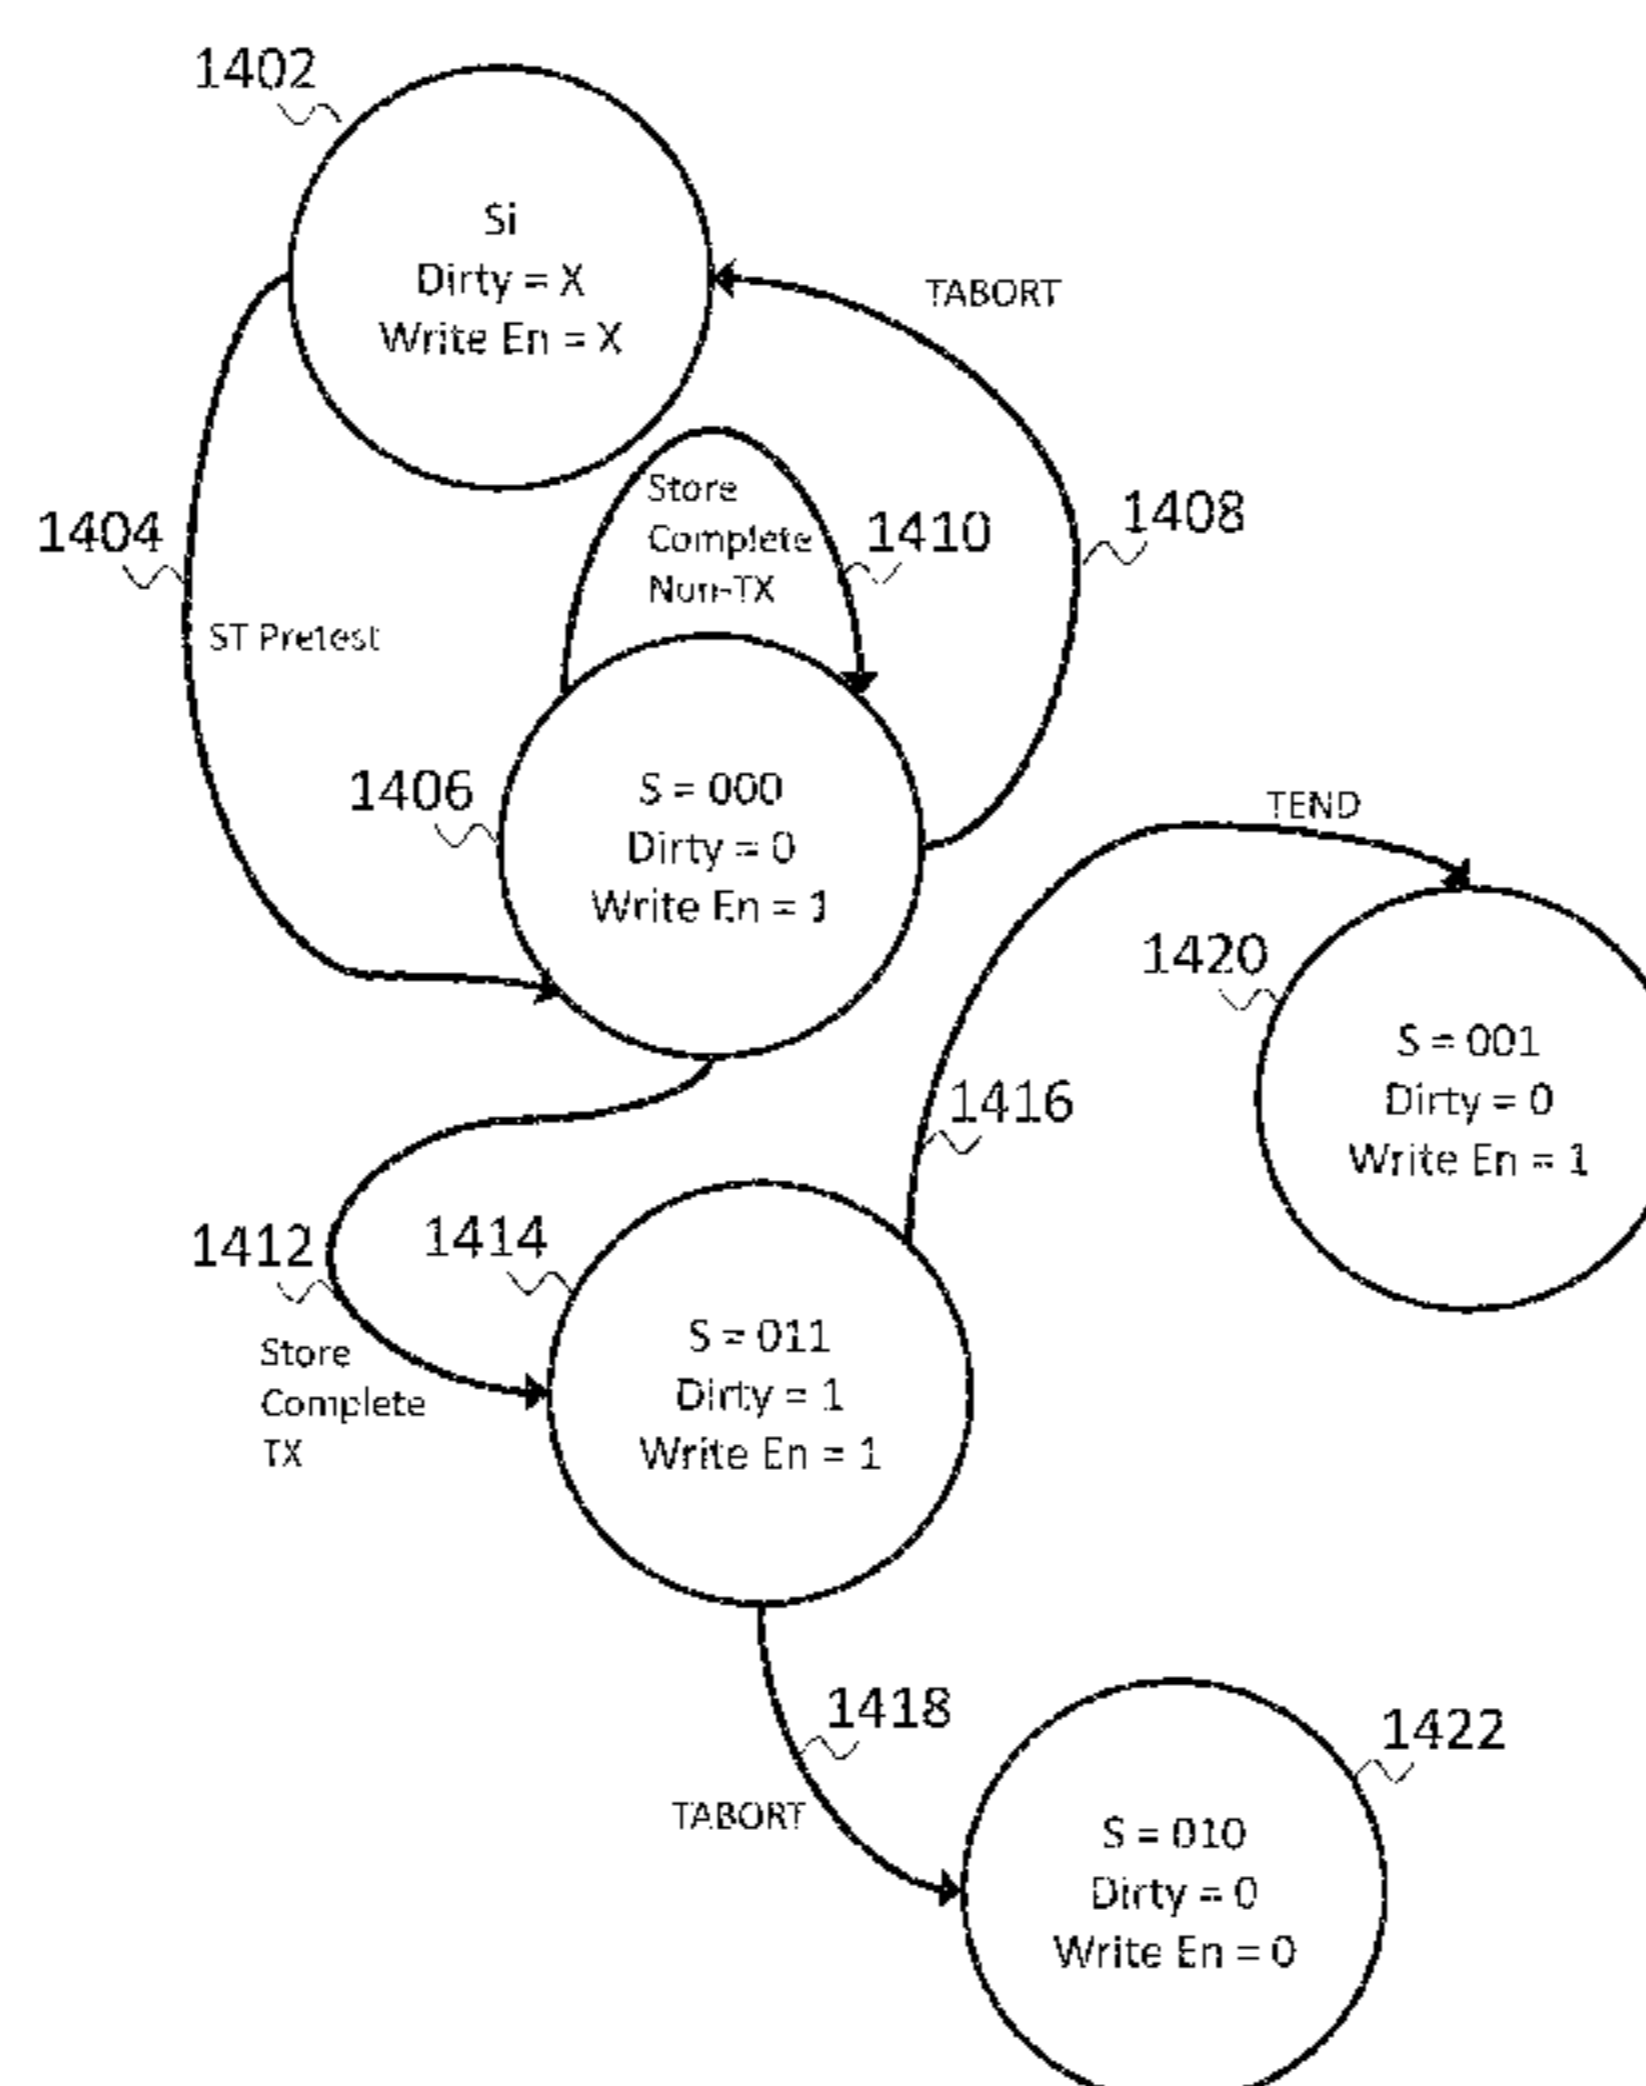 1402
Si
Dirty = X
Write En = X
TABORT
1404
Store
Complete
Non-TX
1410
1408
ST Pretest
1406
S = 000
Dirty = 0
Write En = 1
TEND
1420
S = 001
Dirty = 0
Write En = 1
1416
1412
1414
Store
Complete
TX
S = 011
Dirty = 1
Write En = 1
1418
TABORT
1422
S = 010
Dirty = 0
Write En = 0